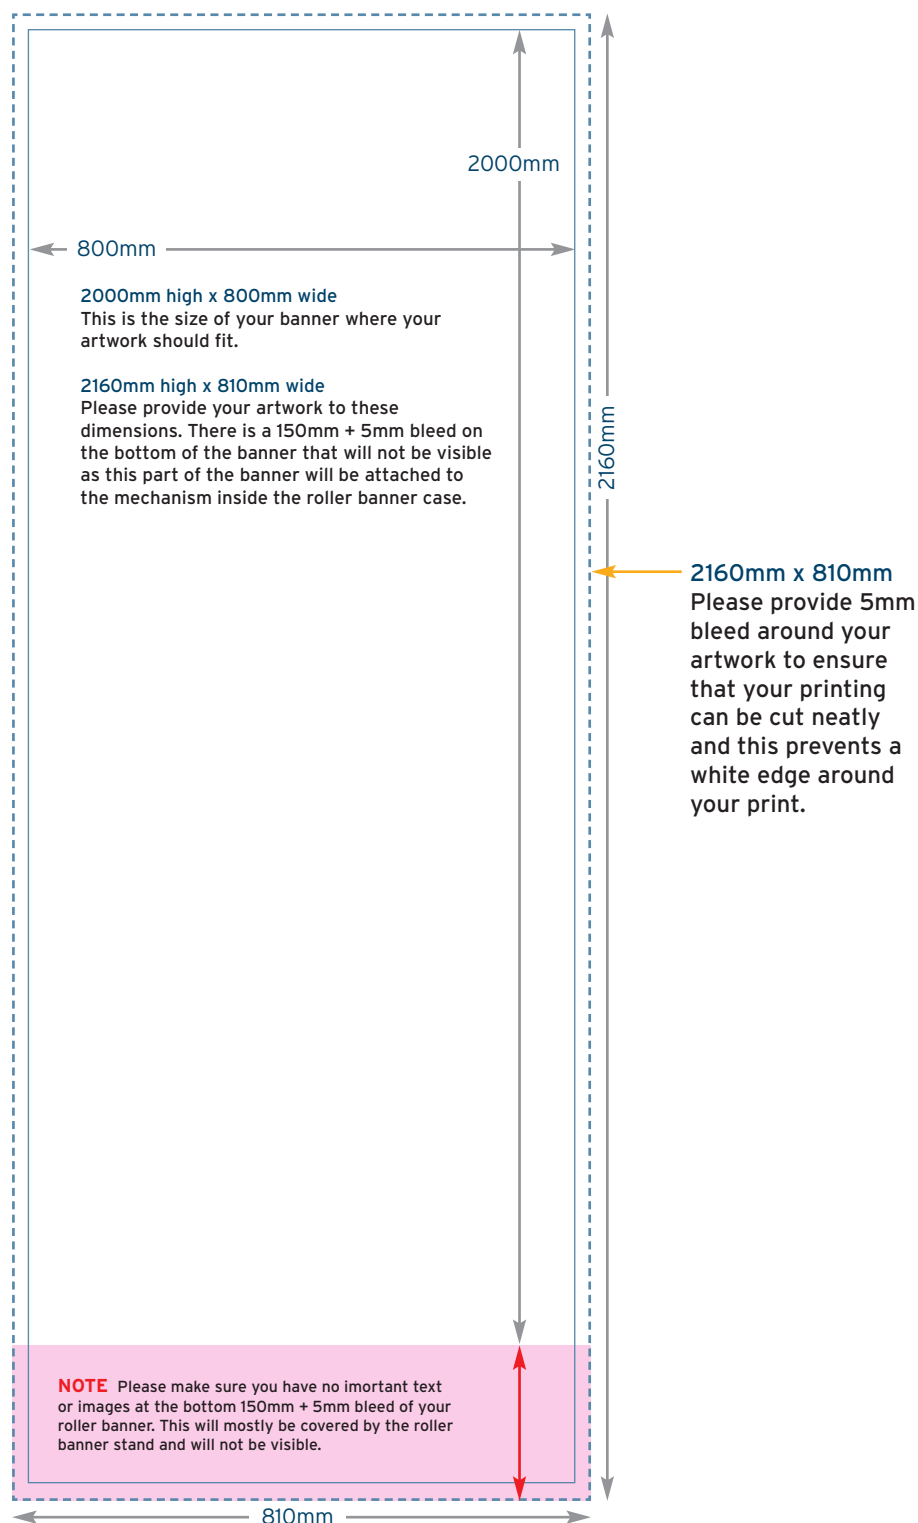 2000mm
800mm
2000mm high x 800mm wide
This is the size of your banner where your
artwork should fit.
2160mm high x 810mm wide
Please provide your artwork to these
dimensions. There is a 150mm + 5mm bleed on
the bottom of the banner that will not be visible
as this part of the banner will be attached to
the mechanism inside the roller banner case.
2160mm
2160mm x 810mm
Please provide 5mm
bleed around your
artwork to ensure
that your printing
can be cut neatly
and this prevents a
white edge around
your print.
NOTE Please make sure you have no imortant text
or images at the bottom 150mm + 5mm bleed of your
roller banner. This will mostly be covered by the roller
banner stand and will not be visible.
810mm